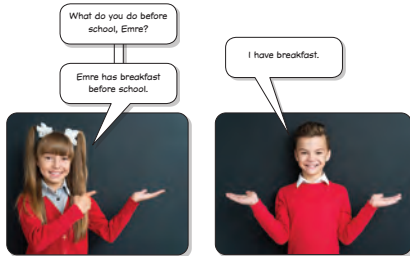 What do you do before
school, Emre?
Emre has breakfast
before school.
I have breakfast.